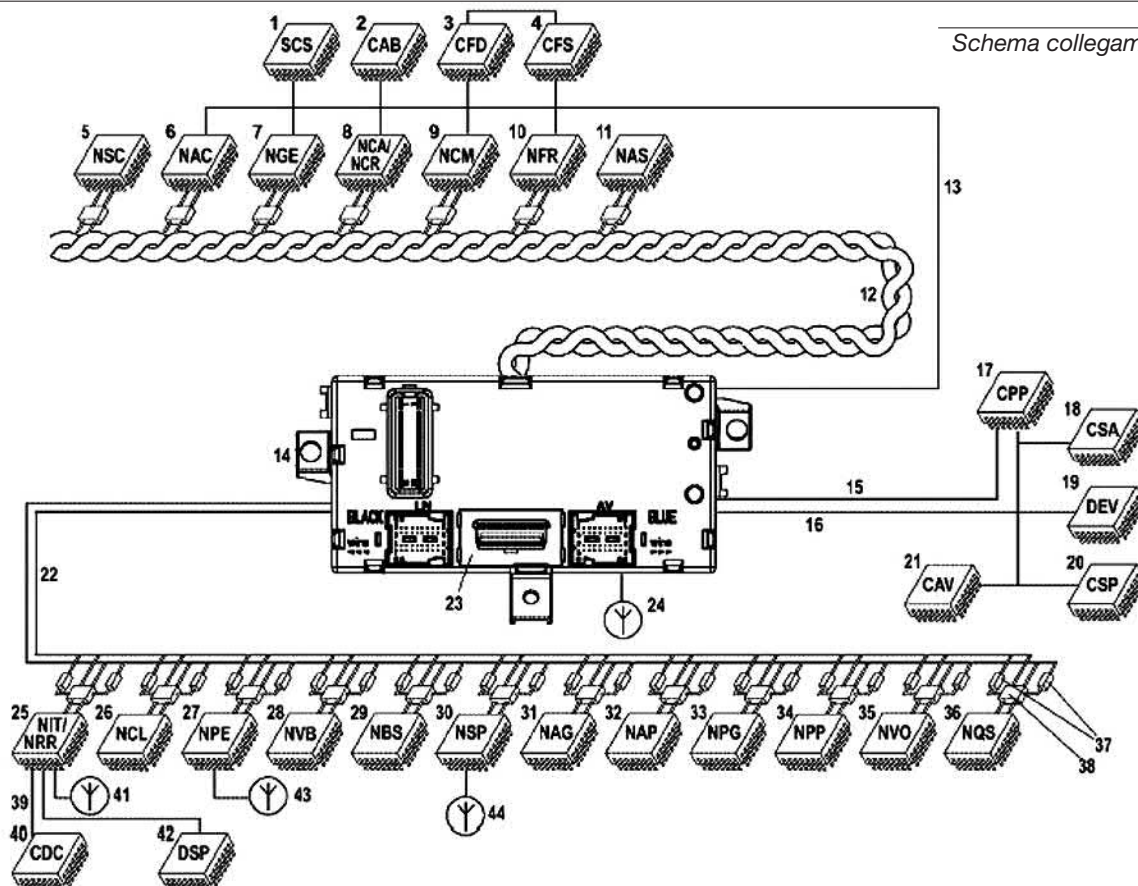 Schema collegam
1 2 3 4
SCS CAB CFD CFS
5 6 7 8 9 10 11
NSC NAC NGE NCA/ NCM NFR NAS
NCR
13
12
17
CPP
18
CSA
14
15
19
BLACK LH AV BLUE
16
DEV
22
21
20
CAV
CSP
23
24
25 26 27 28 29 30 31 32 33 34 35 36
NIT/ NCL NPE NVB NBS NSP NAG NAP NPG NPP NVO NQS
NRR
37
38
39 41 43 44
40 42
CDC DSP